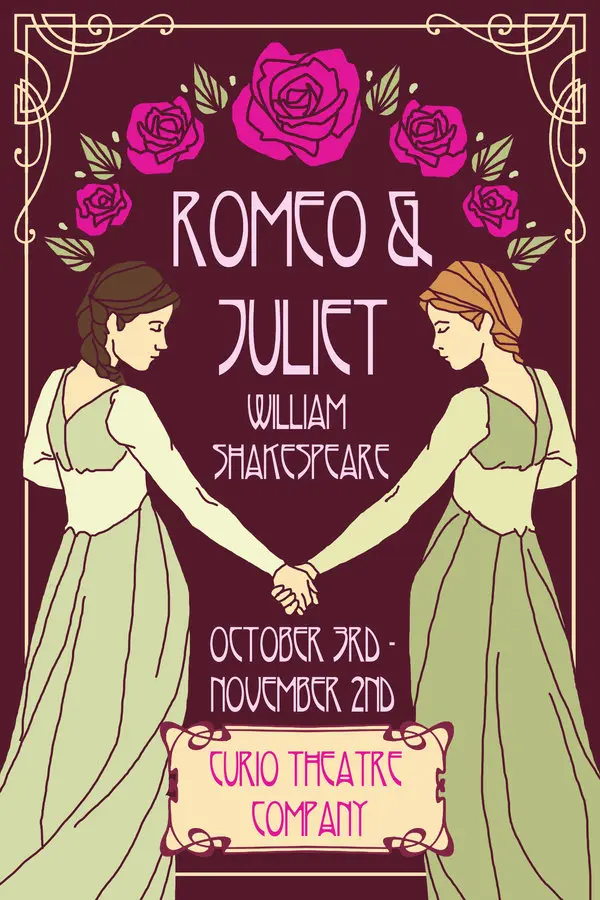 ROMEO &
JULIET
WILLIAM
SHAKESPEARE
OCTOBER 3RD -
NOVEMBER 2ND
CURIO THEATRE
COMPANY